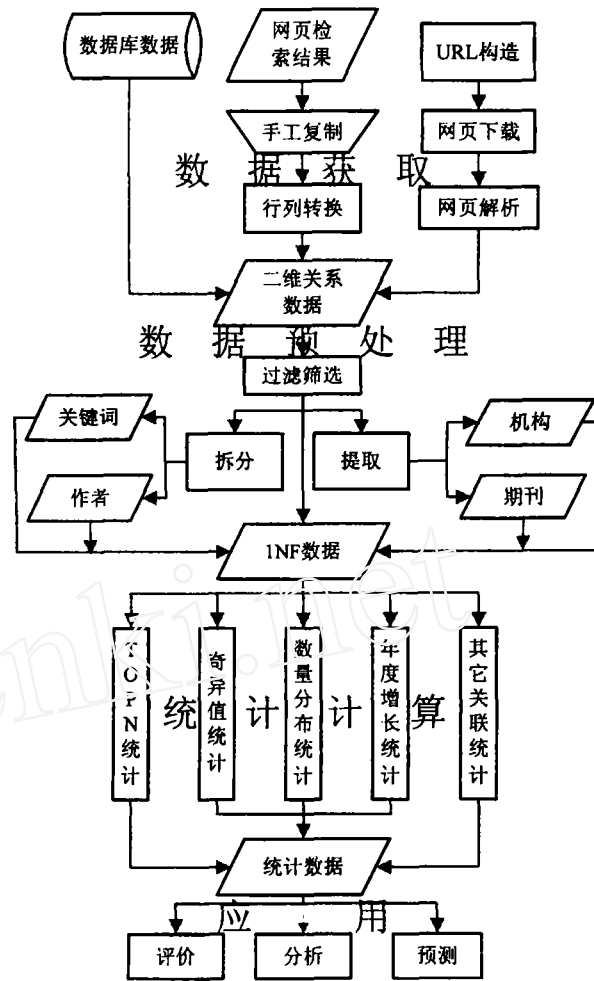 数据库数据
网页检
索结果
URL构造
手工复制
网页下载
数据获取
行列转换
网页解析
二维关系
数据
数据预处理
过滤筛选
关键词
拆分
提取
机构
作者
期刊
1NF数据
TOPN统计
奇异值统计
数量分布统计
年度增长统计
其它关联统计
统计计算
统计数据
应用
评价
分析
预测
enki.net